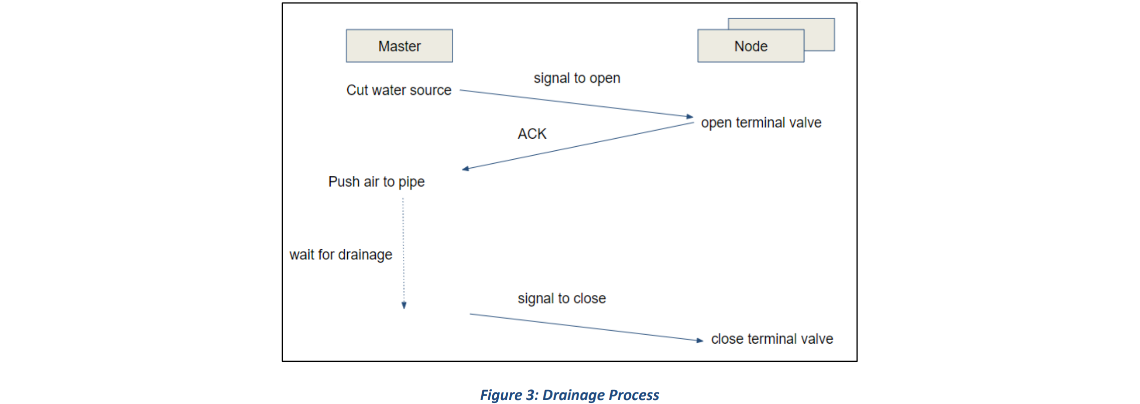 Master
Node
signal to open
Cut water source
open terminal valve
ACK
Push air to pipe
wait for drainage
signal to close
close terminal valve
Figure 3: Drainage Process